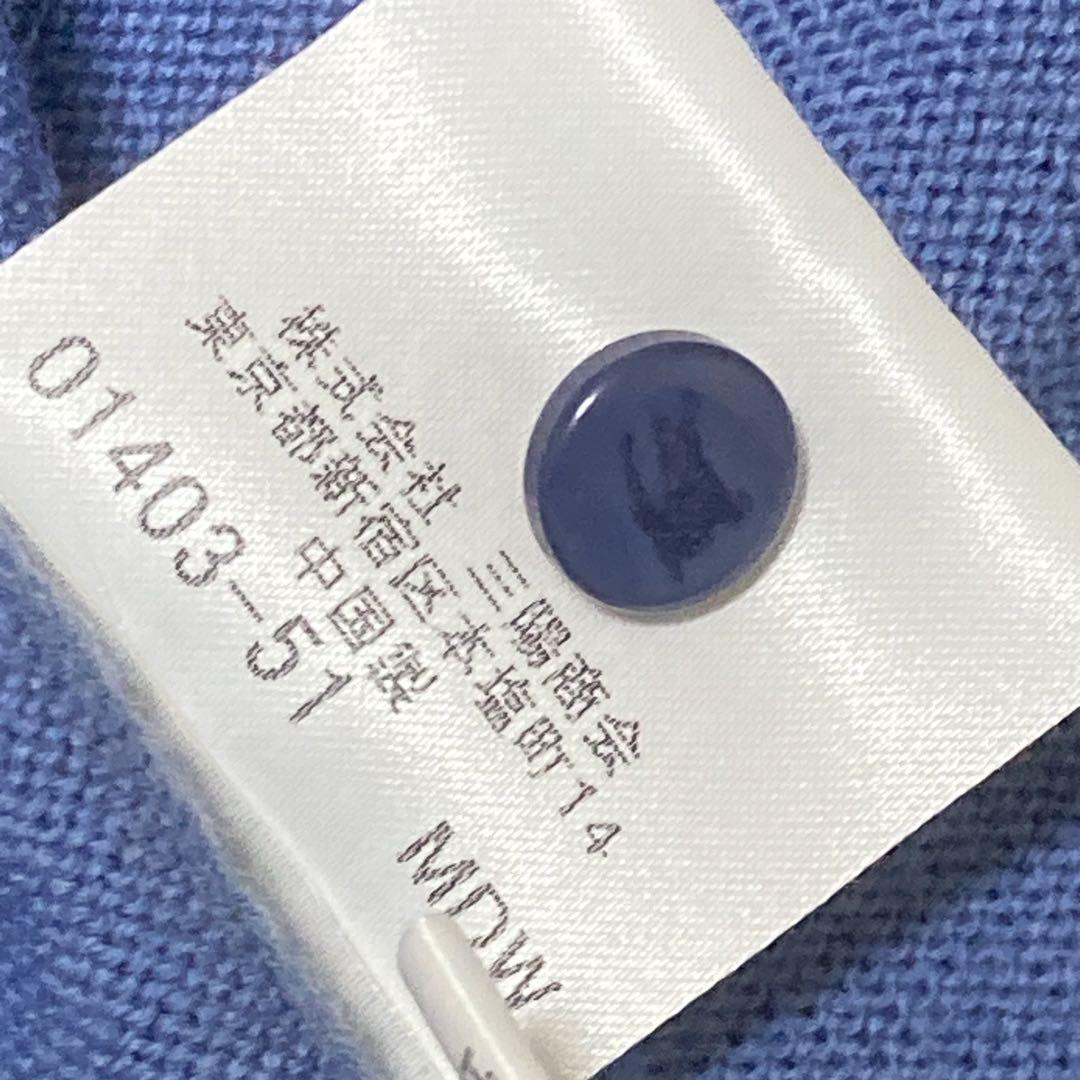 株式会社 三陽商会
東京都新宿区本塩町14
中国製
01403-51 MDW